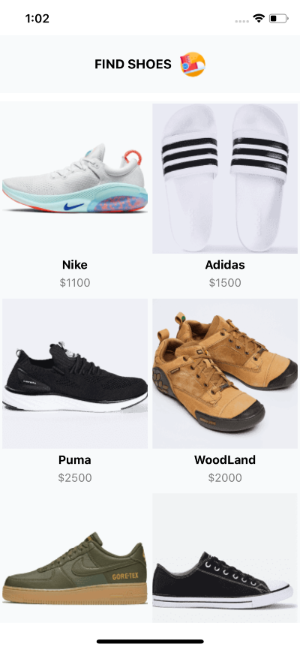 1:02
FIND SHOES
Nike
$1100
Adidas
$1500
Puma
$2500
WoodLand
$2000
GORE-TEX